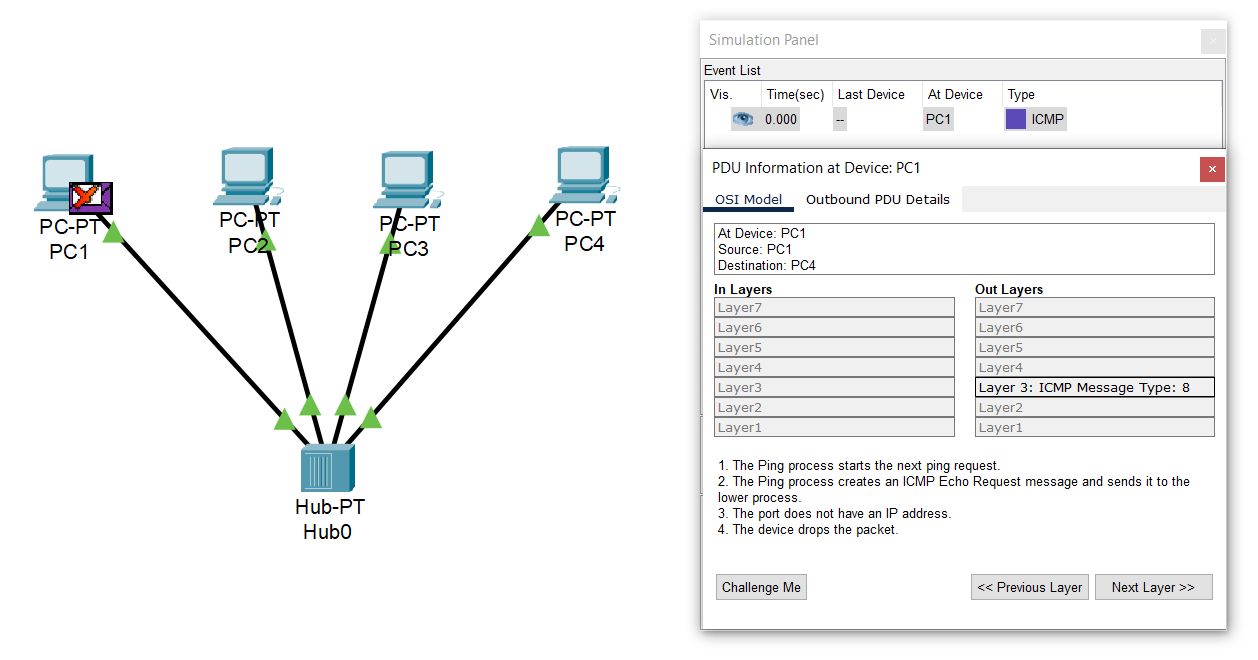 PC-PT
PC1
PC-PT
PC2
PC-PT
PC3
PC-PT
PC4
Hub-PT
Hub0
Simulation Panel
Event List
Vis. Time(sec) Last Device At Device Type
0.000 -- PC1 ICMP
PDU Information at Device: PC1
OSI Model Outbound PDU Details
At Device: PC1
Source: PC1
Destination: PC4
In Layers
Layer7
Layer6
Layer5
Layer4
Layer3
Layer2
Layer1
Out Layers
Layer7
Layer6
Layer5
Layer4
Layer 3: ICMP Message Type: 8
Layer2
Layer1
1. The Ping process starts the next ping request.
2. The Ping process creates an ICMP Echo Request message and sends it to the
lower process.
3. The port does not have an IP address.
4. The device drops the packet.
Challenge Me << Previous Layer Next Layer >>